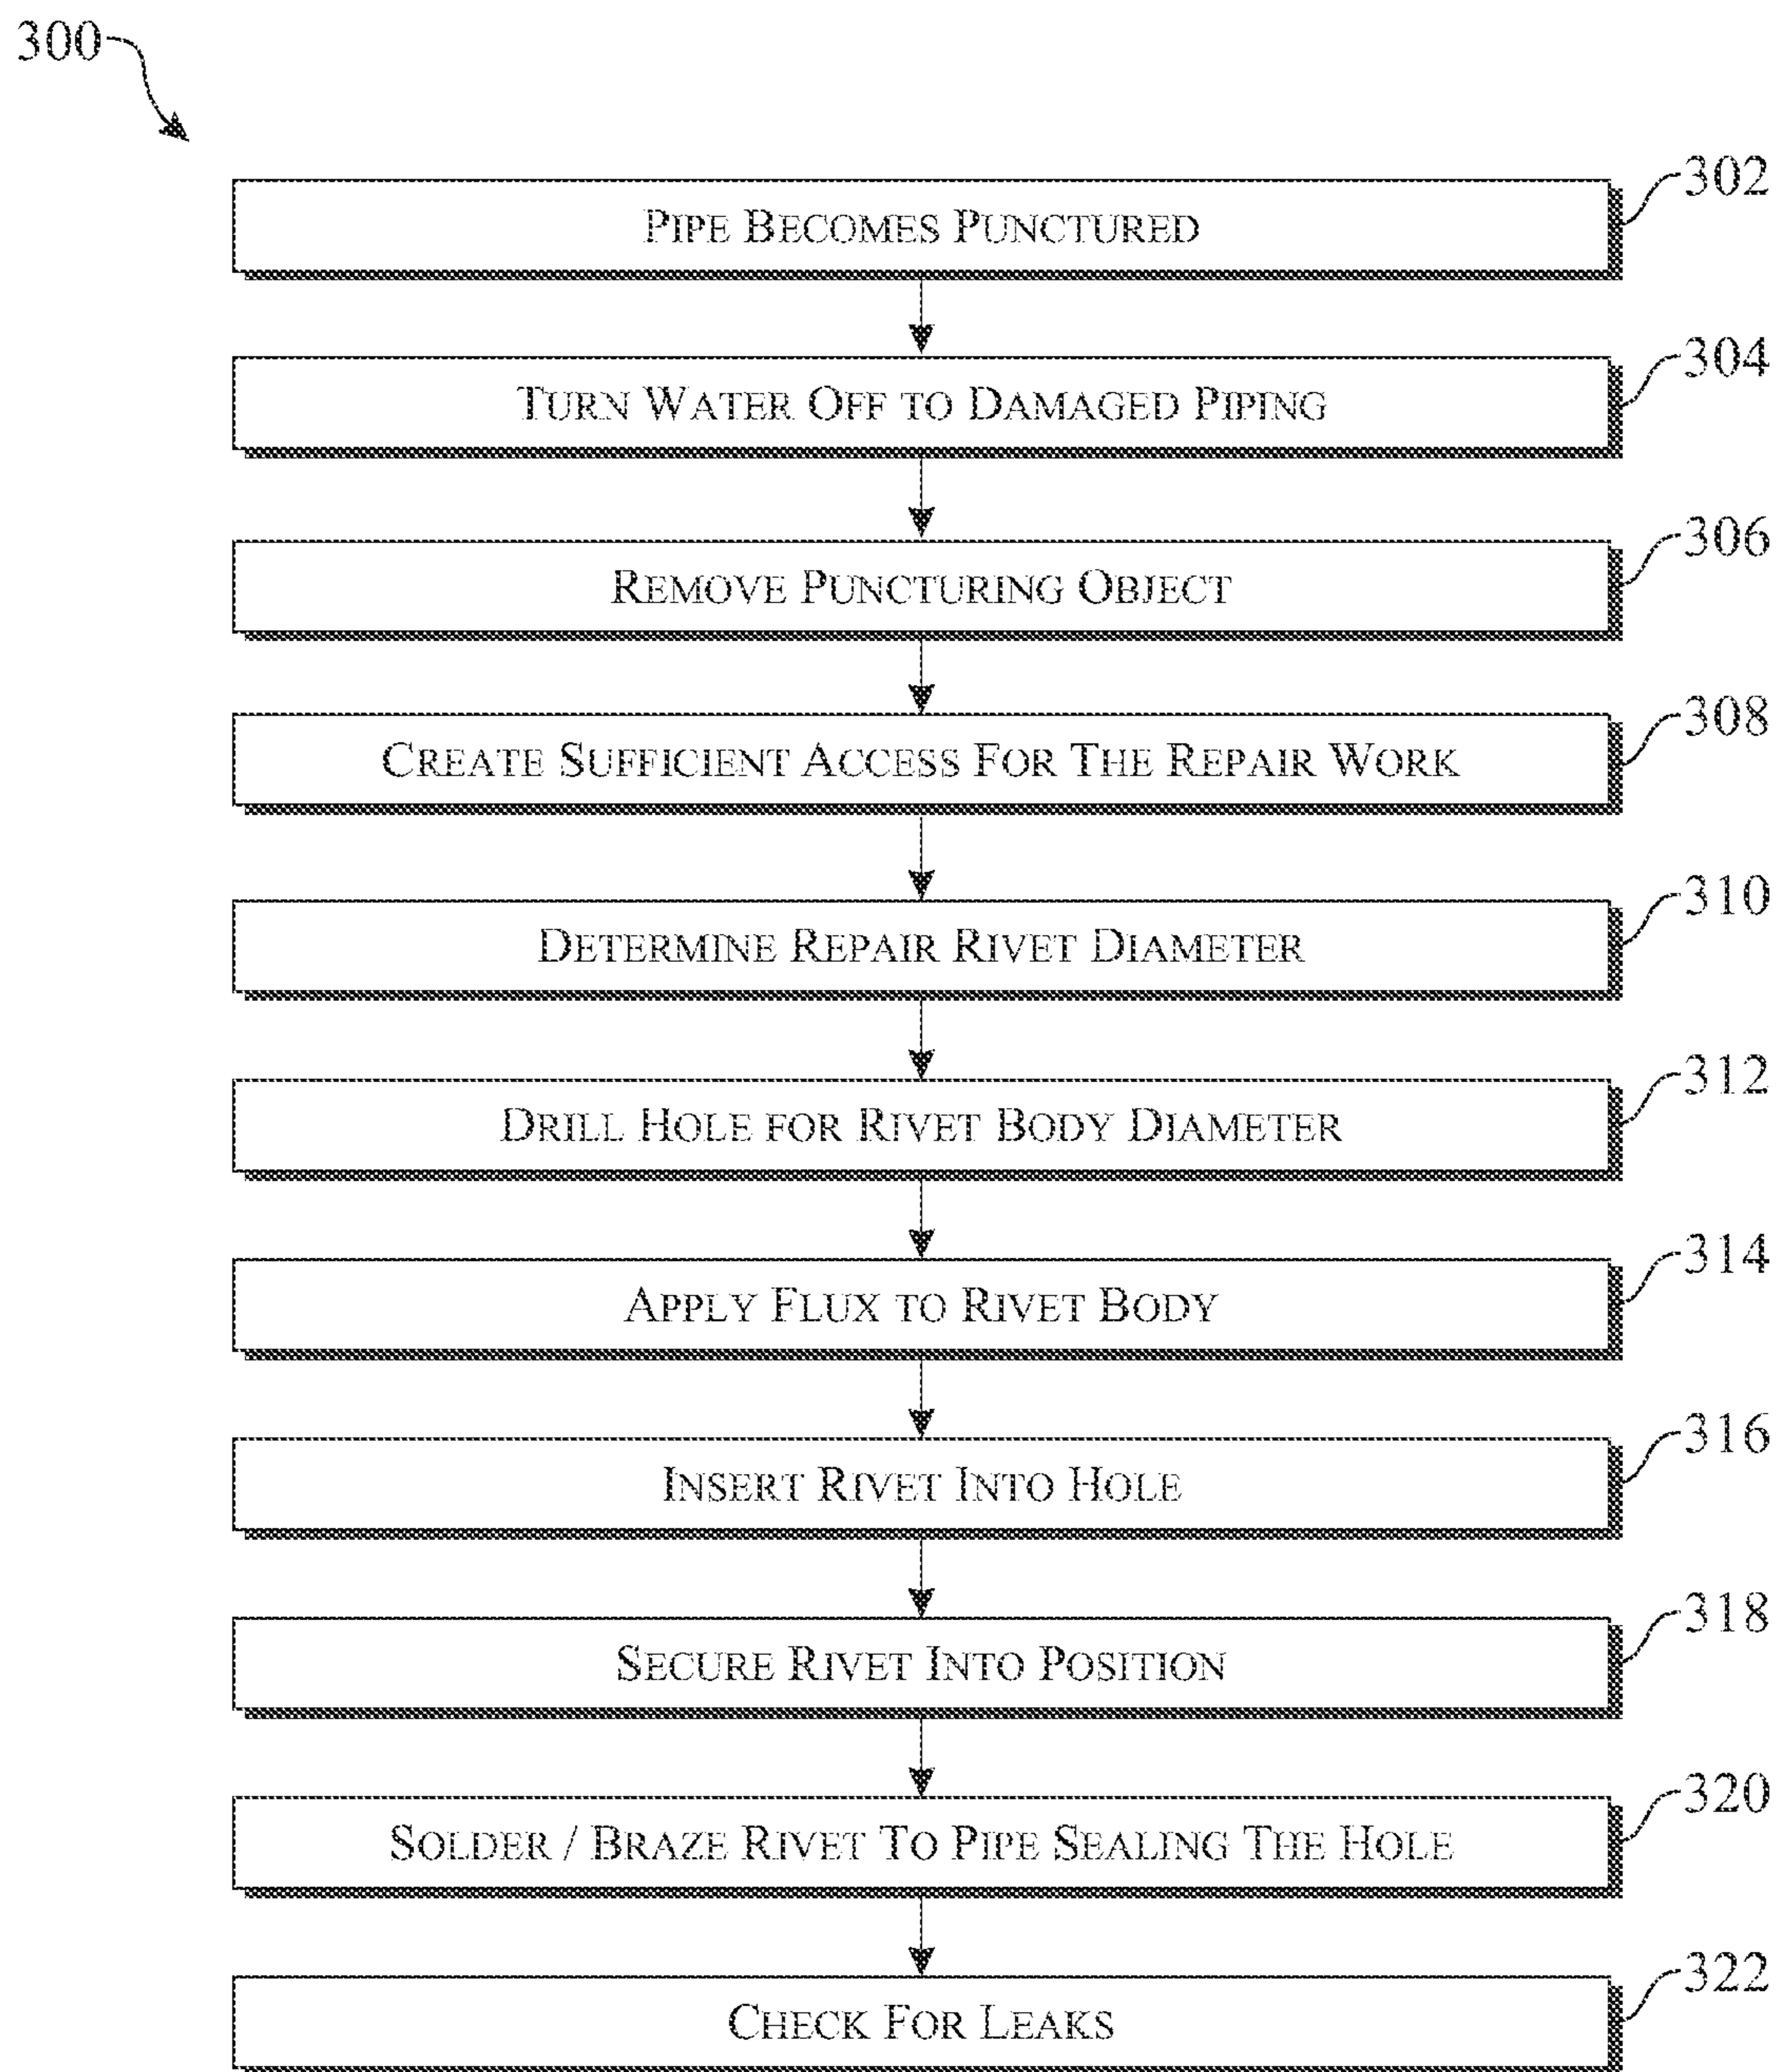 300
PIPE BECOMES PUNCTURED
302
TURN WATER OFF TO DAMAGED PIPING
304
REMOVE PUNCTURING OBJECT
306
CREATE SUFFICIENT ACCESS FOR THE REPAIR WORK
308
DETERMINE REPAIR RIVET DIAMETER
310
DRILL HOLE FOR RIVET BODY DIAMETER
312
APPLY FLUX TO RIVET BODY
314
INSERT RIVET INTO HOLE
316
SECURE RIVET INTO POSITION
318
SOLDER / BRAZE RIVET TO PIPE SEALING THE HOLE
320
CHECK FOR LEAKS
322